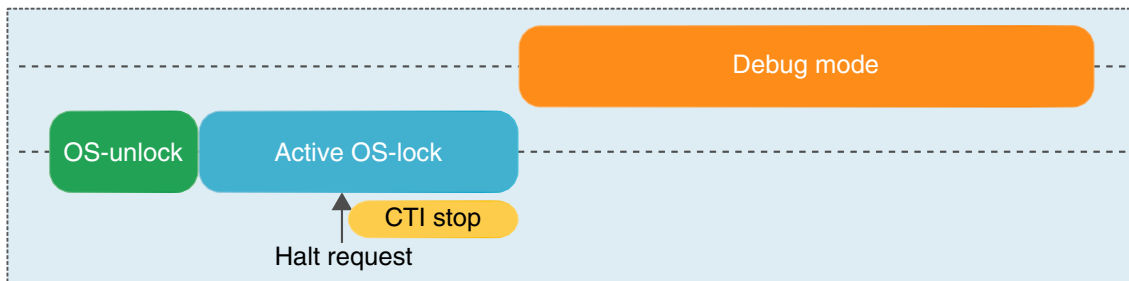 Debug mode
OS-unlock
Active OS-lock
CTI stop
Halt request